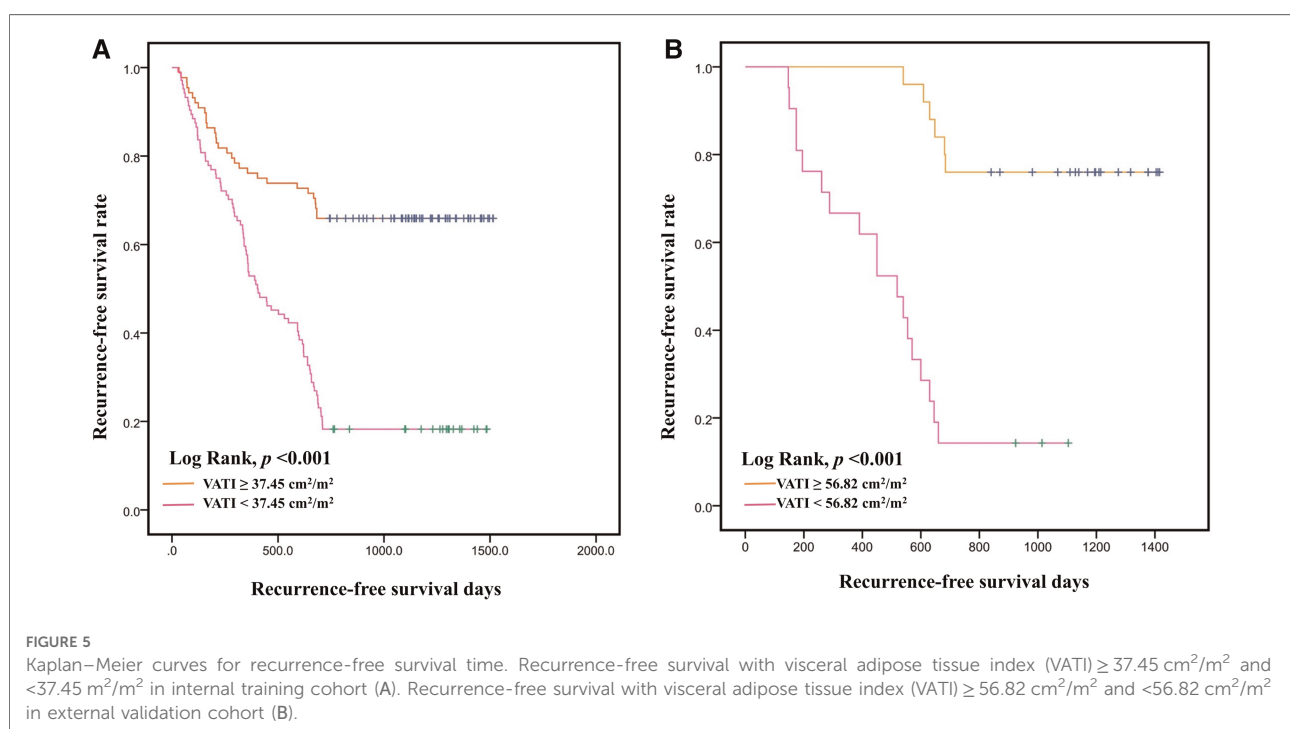 A
1.0
0.8
0.6
0.4
0.2
0.0
Recurrence-free survival rate
Log Rank, p <0.001
VATI ≥ 37.45 cm²/m²
VATI < 37.45 cm²/m²
.0 500.0 1000.0 1500.0 2000.0
Recurrence-free survival days
B
1.0
0.8
0.6
0.4
0.2
0.0
Recurrence-free survival rate
Log Rank, p <0.001
VATI ≥ 56.82 cm²/m²
VATI < 56.82 cm²/m²
0 200 400 600 800 1000 1200 1400
Recurrence-free survival days
FIGURE 5
Kaplan–Meier curves for recurrence-free survival time. Recurrence-free survival with visceral adipose tissue index (VATI) ≥ 37.45 cm²/m² and
<37.45 m²/m² in internal training cohort (A). Recurrence-free survival with visceral adipose tissue index (VATI) ≥ 56.82 cm²/m² and <56.82 cm²/m²
in external validation cohort (B).